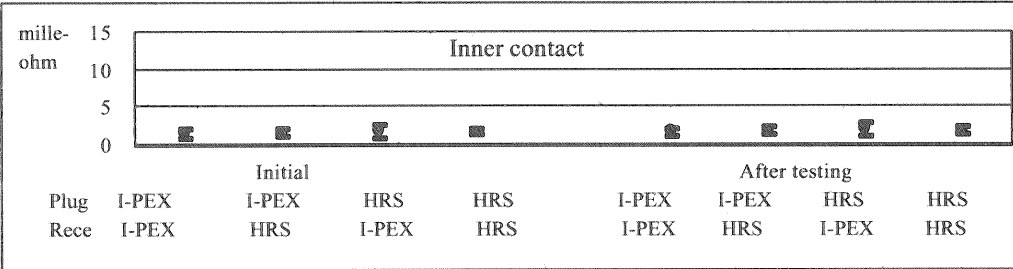 mille- 15
Inner contact
ohm 10
5
0
Initial After testing
Plug I-PEX I-PEX HRS HRS I-PEX I-PEX HRS HRS
Rece I-PEX HRS I-PEX HRS I-PEX HRS I-PEX HRS